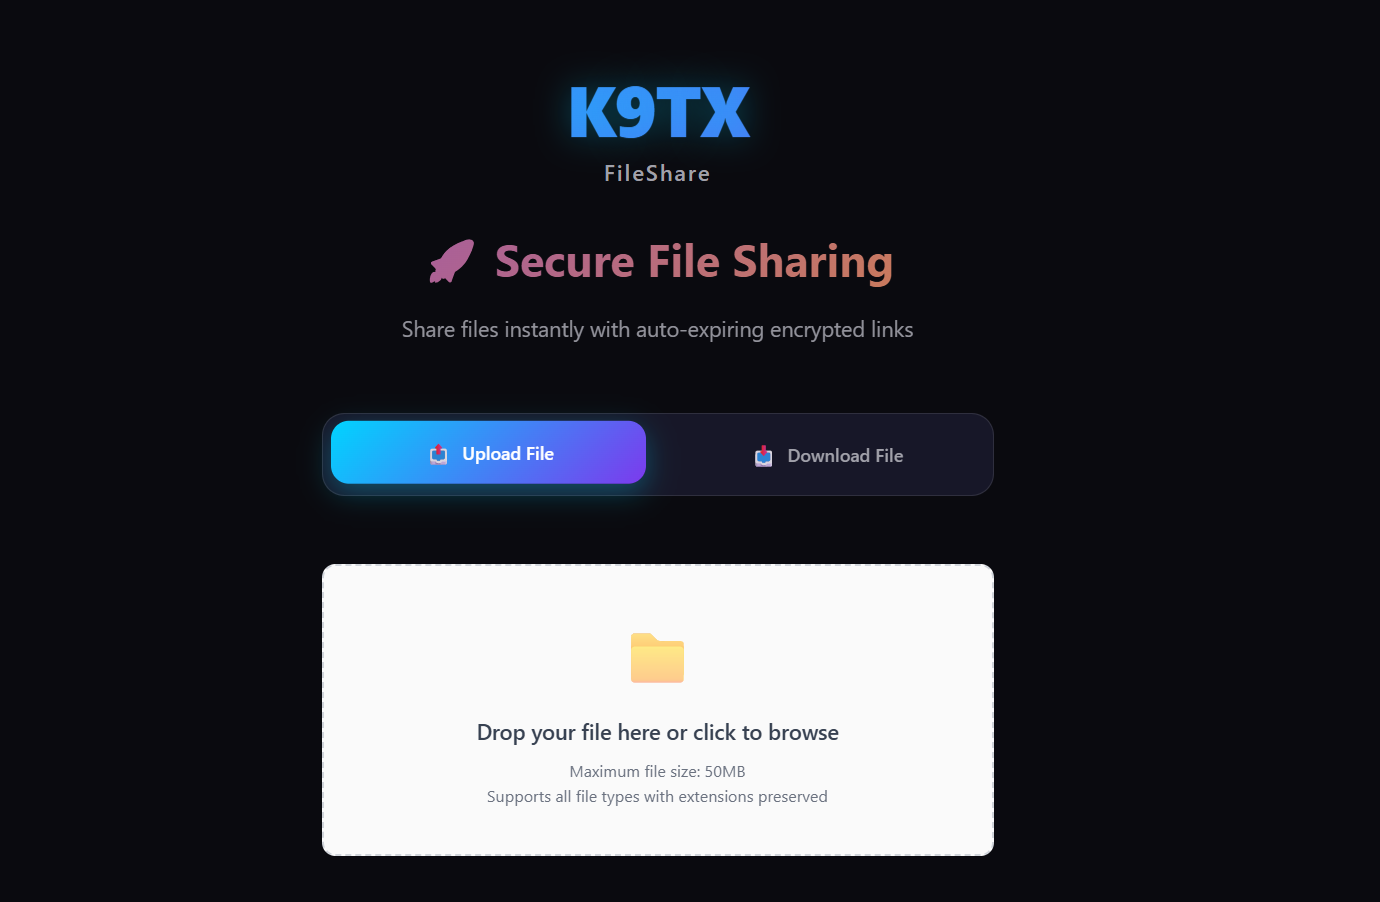 K9TX
FileShare
🚀 Secure File Sharing
Share files instantly with auto-expiring encrypted links
📤 Upload File
📥 Download File
Drop your file here or click to browse
Maximum file size: 50MB
Supports all file types with extensions preserved